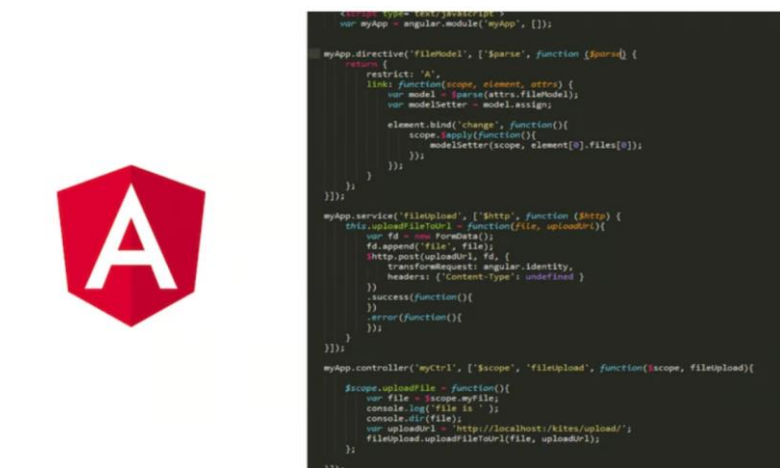 A
<script type="text/javascript">
var myApp = angular.module('myApp', []);
myApp.directive('fileModel', ['$parse', function ($parse) {
return {
restrict: 'A',
link: function(scope, element, attrs) {
var model = $parse(attrs.fileModel);
var modelSetter = model.assign;
element.bind('change', function(){
scope.$apply(function(){
modelSetter(scope, element[0].files[0]);
});
});
}
};
}]);
myApp.service('fileUpload', ['$http', function ($http) {
this.uploadFileToUrl = function(file, uploadUrl){
var fd = new FormData();
fd.append('file', file);
$http.post(uploadUrl, fd, {
transformRequest: angular.identity,
headers: {'Content-Type': undefined }
})
.success(function(){
})
.error(function(){
});
}
}]);
myApp.controller('myCtrl', ['$scope', 'fileUpload', function($scope, fileUpload){
$scope.uploadFile = function(){
var file = $scope.myFile;
console.log('file is ' );
console.dir(file);
var uploadUrl = 'http://localhost:/kites/upload/';
fileUpload.uploadFileToUrl(file, uploadUrl);
};
}]);